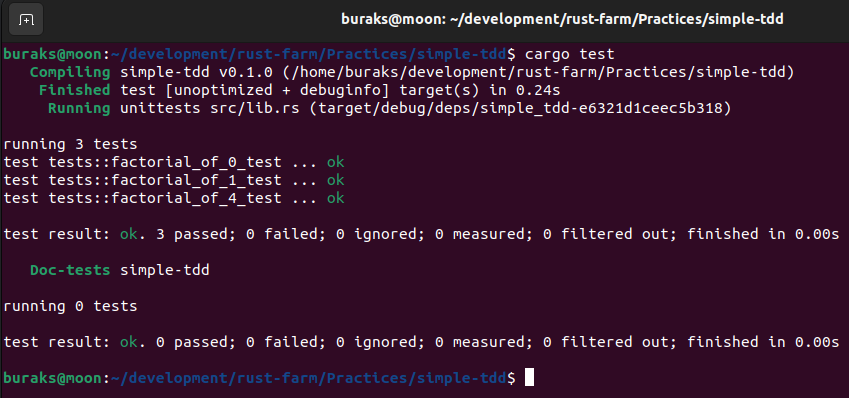 buraks@moon: ~/development/rust-farm/Practices/simple-tdd
buraks@moon:~/development/rust-farm/Practices/simple-tdd$ cargo test
Compiling simple-tdd v0.1.0 (/home/buraks/development/rust-farm/Practices/simple-tdd)
Finished test [unoptimized + debuginfo] target(s) in 0.24s
Running unittests src/lib.rs (target/debug/deps/simple_tdd-e6321d1ceec5b318)
running 3 tests
test tests::factorial_of_0_test ... ok
test tests::factorial_of_1_test ... ok
test tests::factorial_of_4_test ... ok
test result: ok. 3 passed; 0 failed; 0 ignored; 0 measured; 0 filtered out; finished in 0.00s
Doc-tests simple-tdd
running 0 tests
test result: ok. 0 passed; 0 failed; 0 ignored; 0 measured; 0 filtered out; finished in 0.00s
buraks@moon:~/development/rust-farm/Practices/simple-tdd$